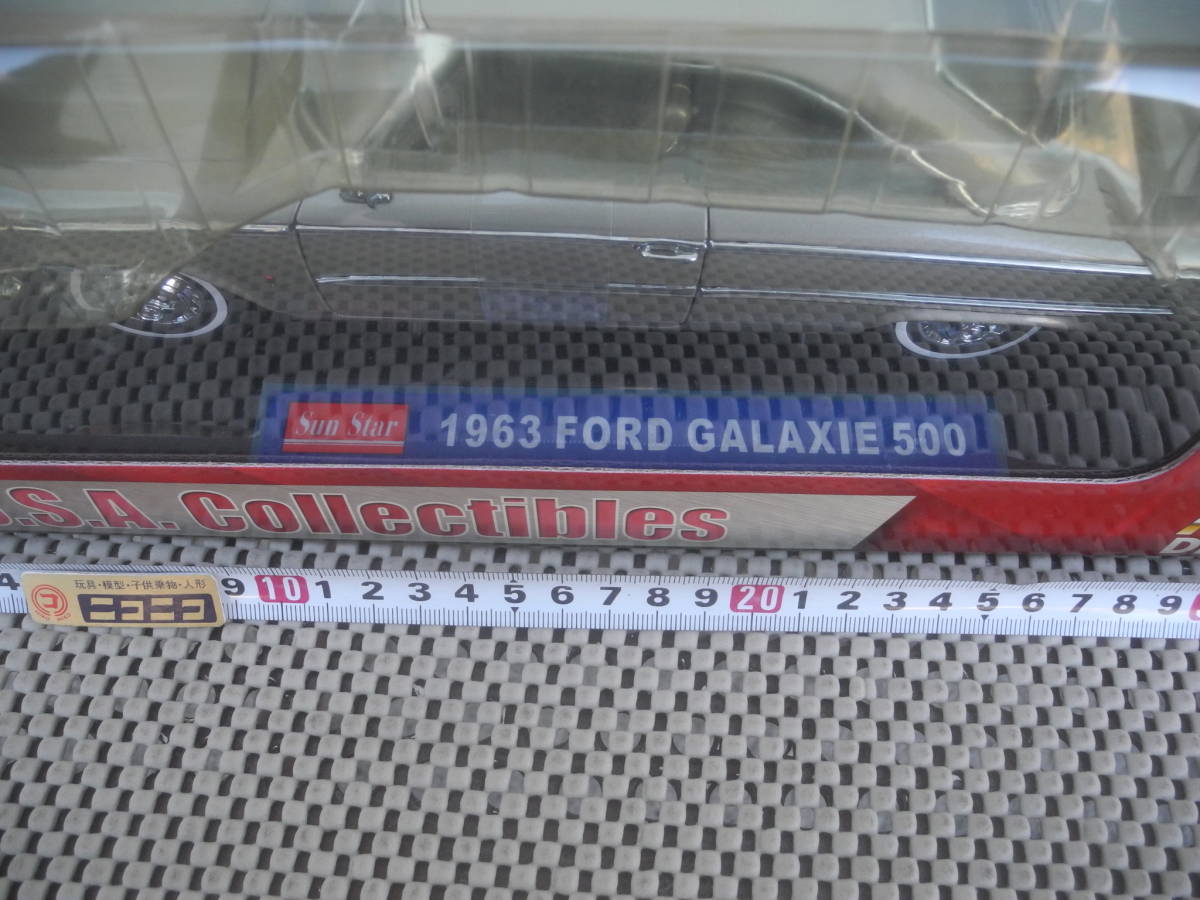 Sun Star
1963 FORD GALAXIE 500
.S.A. Collectibles
D
4 9 10 1 2 3 4 5 6 7 8 9 20 1 2 3 4 5 6 7 8 9
玩具・模型・子供乗物・人形
ニコニコ